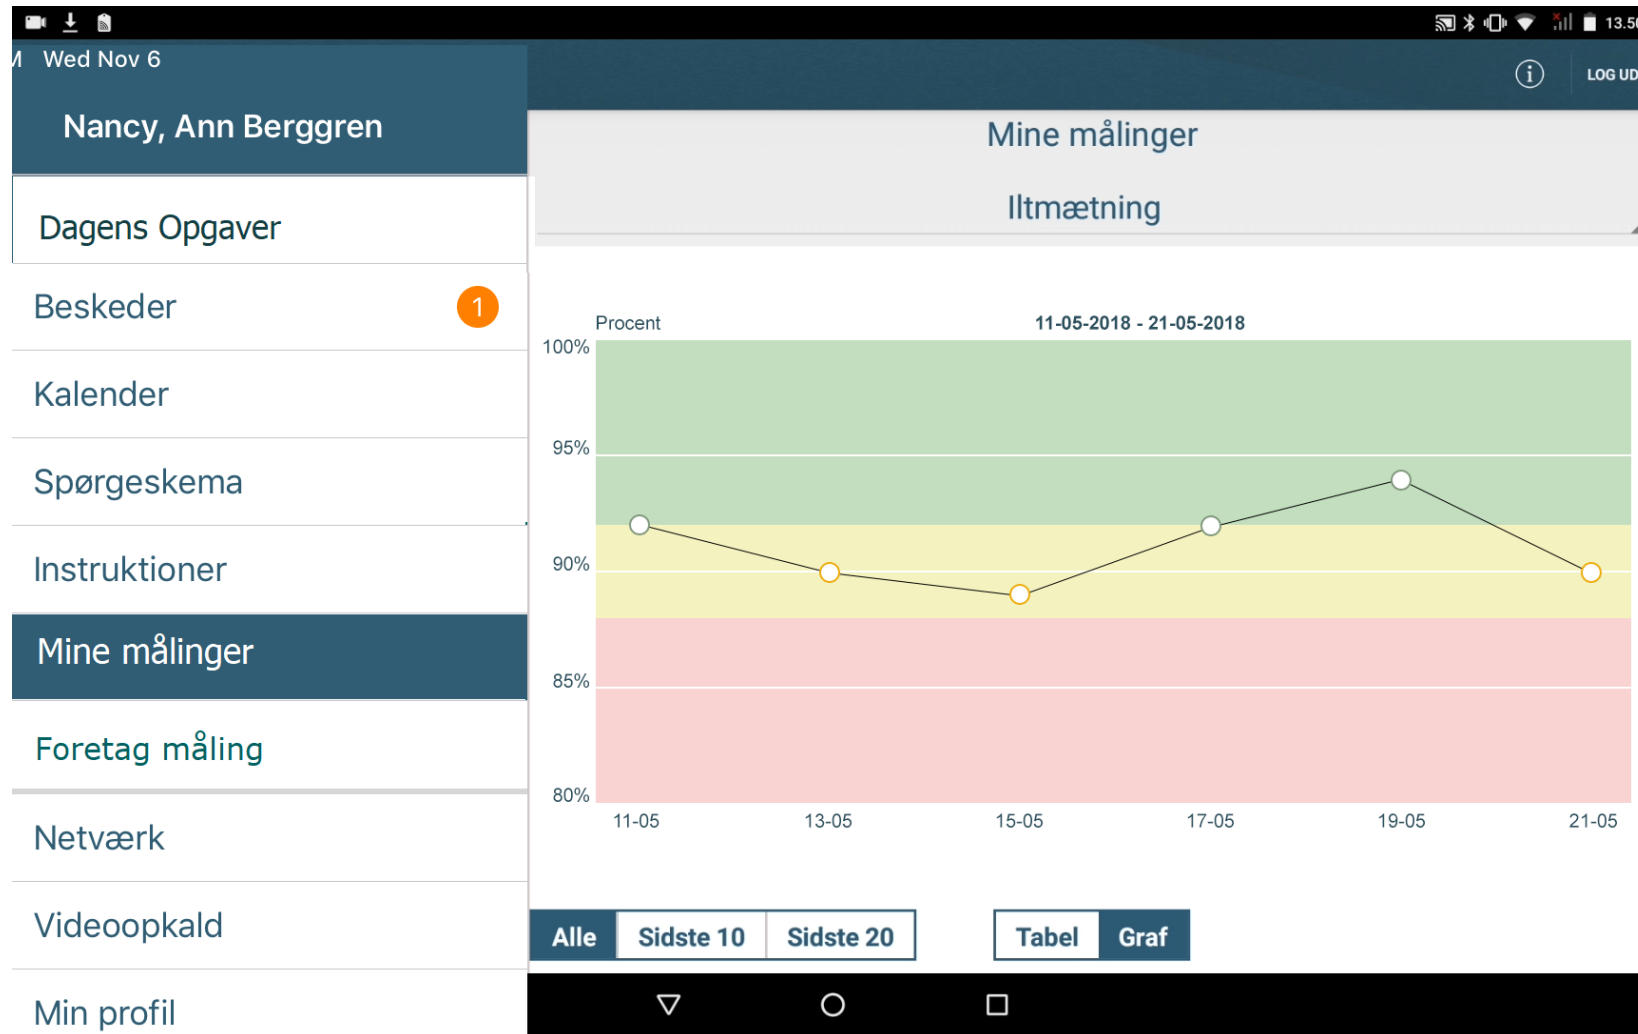 13.50
Wed Nov 6
LOG UD
Nancy, Ann Berggren
Mine målinger
Iltmætning
Dagens Opgaver
Beskeder 1
Kalender
Spørgeskema
Instruktioner
Mine målinger
Foretag måling
Netværk
Videoopkald
Min profil
Procent
11-05-2018 - 21-05-2018
100%
95%
90%
85%
80%
11-05 13-05 15-05 17-05 19-05 21-05
Alle Sidste 10 Sidste 20 Tabel Graf